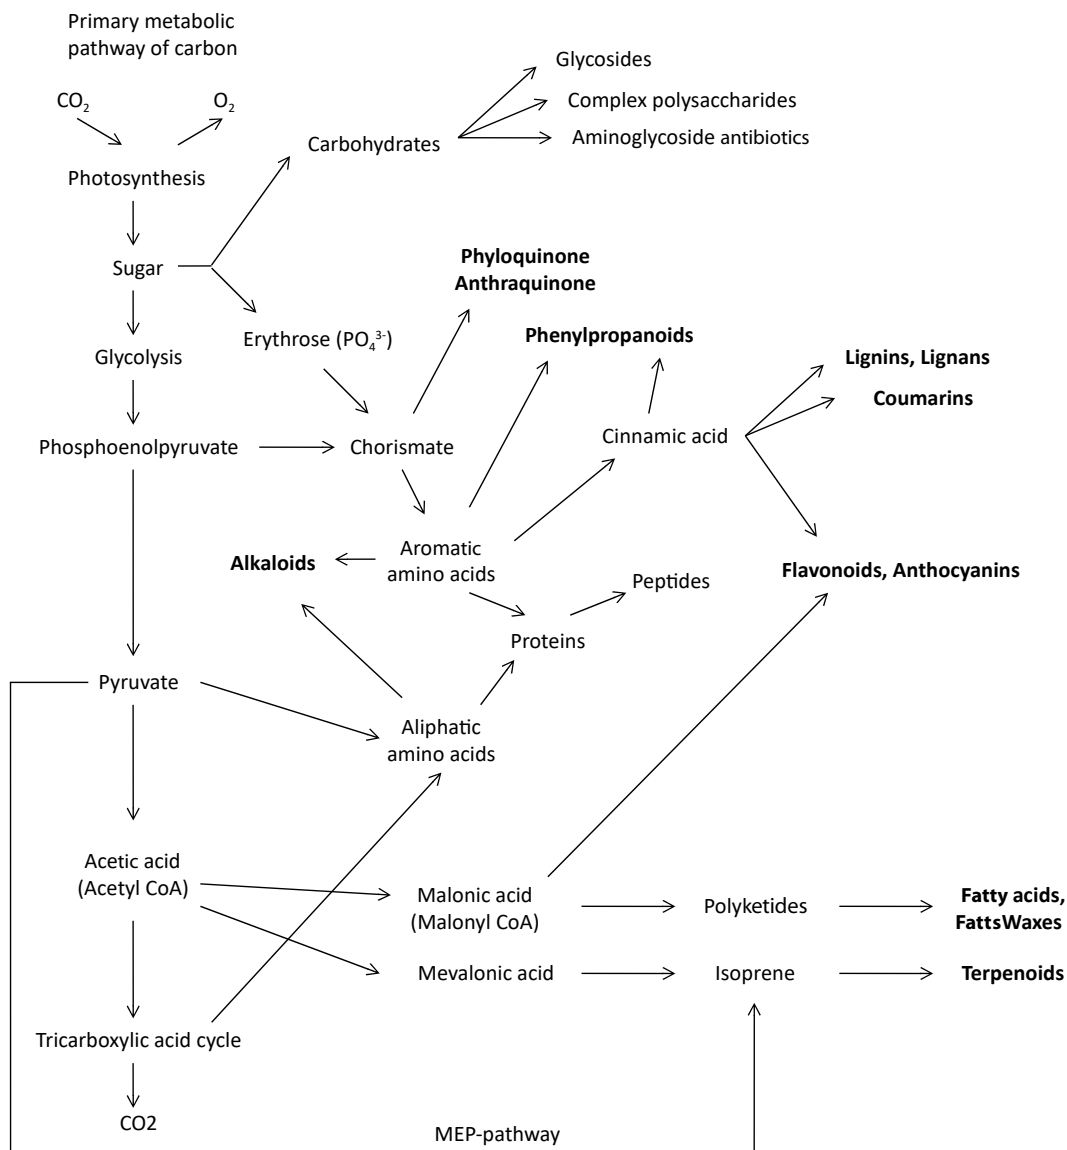 Primary metabolic
pathway of carbon
CO₂
O₂
Glycosides
Complex polysaccharides
Aminoglycoside antibiotics
Carbohydrates
Photosynthesis
Sugar
Phyloquinone
Anthraquinone
Erythrose (PO₄³⁻)
Phenylpropanoids
Glycolysis
Lignins, Lignans
Coumarins
Phosphoenolpyruvate
Chorismate
Cinnamic acid
Alkaloids
Aromatic
amino acids
Peptides
Flavonoids, Anthocyanins
Proteins
Pyruvate
Aliphatic
amino acids
Acetic acid
(Acetyl CoA)
Malonic acid
(Malonyl CoA)
Polyketides
Fatty acids,
FattsWaxes
Mevalonic acid
Isoprene
Terpenoids
Tricarboxylic acid cycle
CO2
MEP-pathway